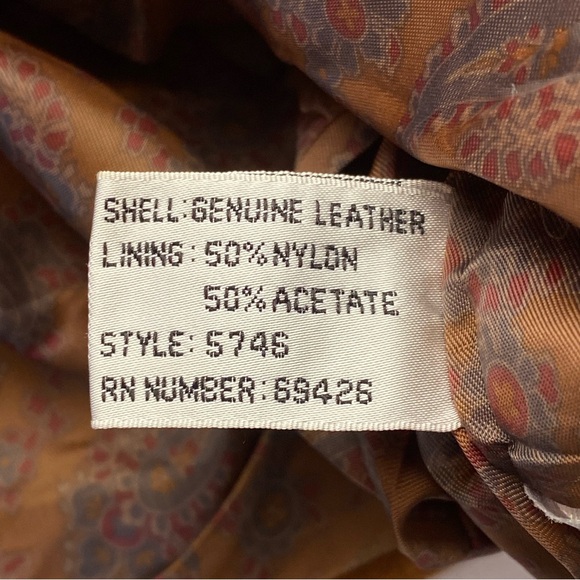 SHELL: GENUINE LEATHER
LINING: 50% NYLON
50% ACETATE
STYLE: 5746
RN NUMBER: 69426